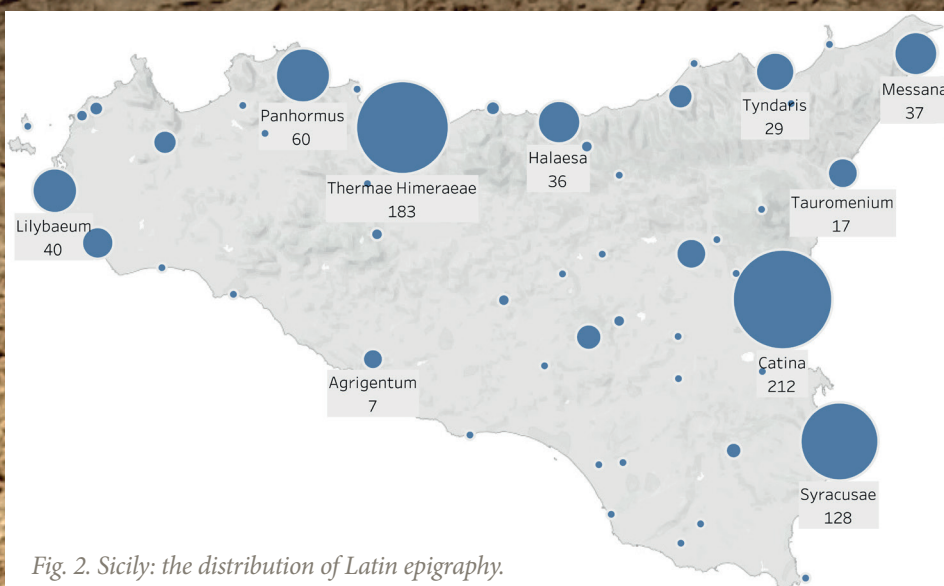 Panhormus
60
Thermae Himeraeae
183
Halaesa
36
Tyndaris
29
Messana
37
Lilybaeum
40
Tauromenium
17
Agrigentum
7
Catina
212
Syracusae
128
Fig. 2. Sicily: the distribution of Latin epigraphy.